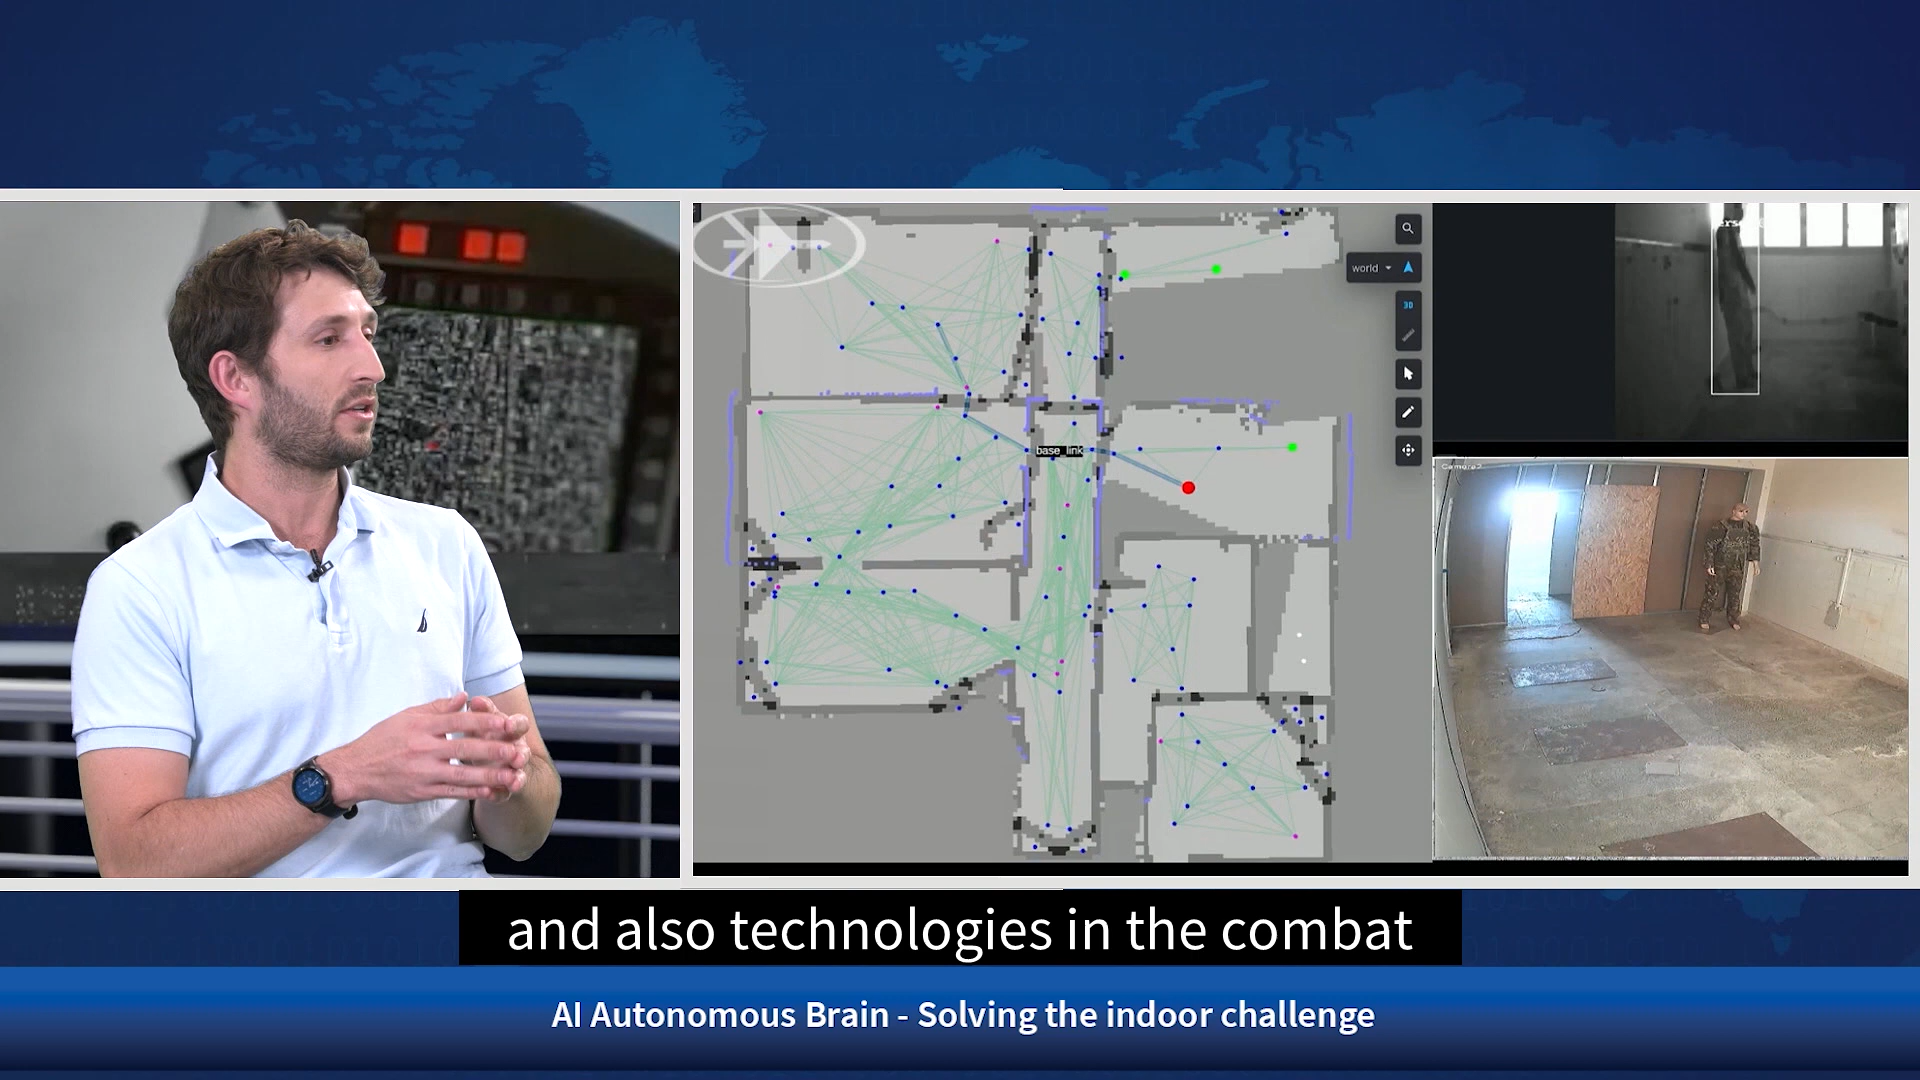 world
3D
base_link
Camera2
and also technologies in the combat
AI Autonomous Brain - Solving the indoor challenge